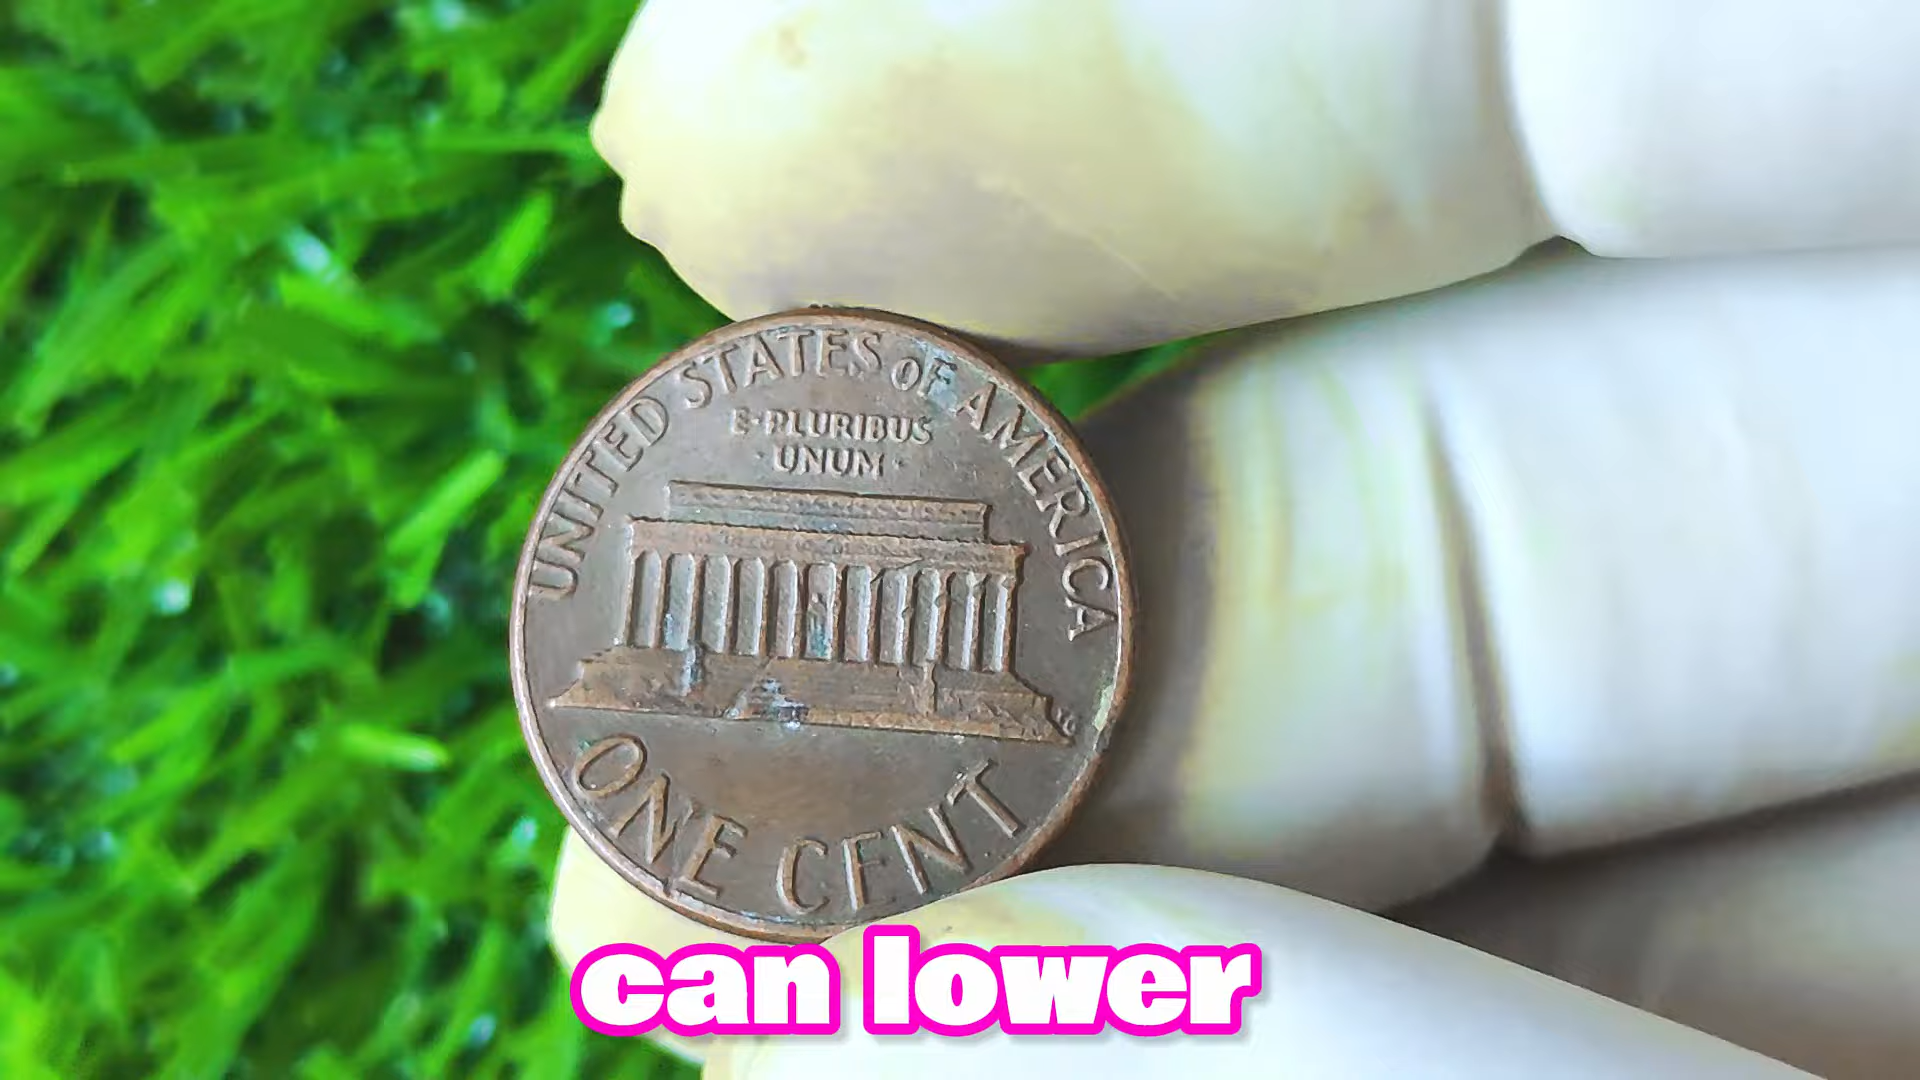 UNITED STATES OF AMERICA
E·PLURIBUS
·UNUM·
ONE CENT
can lower